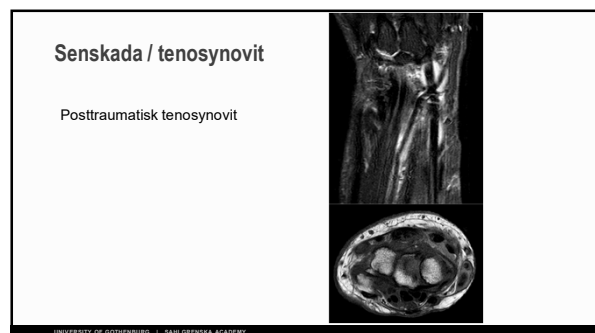 Senskada / tenosynovit
Posttraumatisk tenosynovit
UNIVERSITY OF GOTHENBURG | SAHLGRENSKA ACADEMY